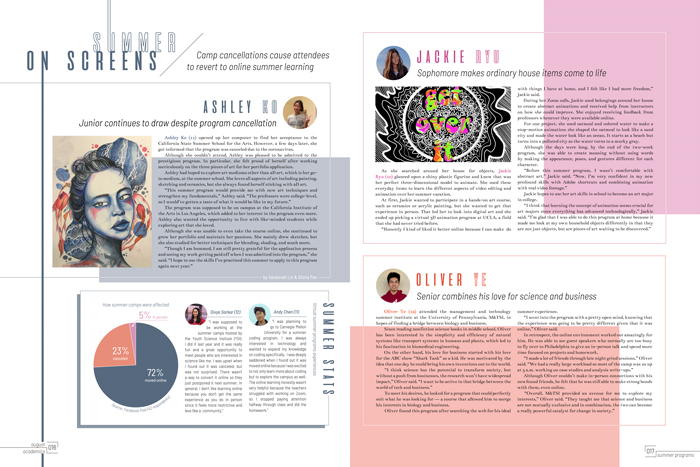 SUMMER
ON SCREENS
Camp cancellations cause attendees
to revert to online summer learning
ASHLEY KO
Junior continues to draw despite program cancellation
Ashley Ko (11) opened up her computer to find her acceptance to the
California State Summer School for the Arts. However, a few days later, she
got informed that the program was cancelled due to the coronavirus.
Although she couldn't attend, Ashley was pleased to be admitted to the
prestigious program. In particular, she felt proud of herself after working
meticulously on the three pieces of art for her portfolio application.
Ashley had hoped to explore art mediums other than oil art, which is her go-
to medium, at the summer school. She loves all aspects of art including painting,
sketching and ceramics, but she always found herself sticking with oil art.
"This summer program would provide me with new art techniques and
strengthen my fundamentals," Ashley said. "The professors were college-level,
so I would've gotten a taste of what it would be like in my future."
The program was supposed to be on campus at the California Institute of
the Arts in Los Angeles, which added to her interest in the program even more.
Ashley also wanted the opportunity to live with like-minded students while
exploring art that she loved.
Although she was unable to even take the course online, she continued to
grow her portfolio and maintain her passions. She mainly drew sketches, but
she also studied for better techniques for blending, shading, and much more.
"Though I am bummed, I am still pretty grateful for the application process
and seeing my work getting paid off when I was admitted into the program," she
said. "I hope to use the skills I've practiced this summer to apply to this program
again next year."
by Savannah Lin & Gloria Pan
How summer camps were affected
5% in person
23% cancelled
72% moved online
Divya Sankar (12)
"I was supposed to
be working at the
summer camps hosted by
the Youth Science Institute (YSI).
I did it last year and it was really
fun and a great opportunity to
meet people who are interested in
science like me. I was upset when
I found out it was canceled, but
was not surprised. There wasn't
a way to convert it online so they
just postponed it next summer. In
general, I don't like learning online
because you don't get the same
experience as you do in person
since it feels more restrictive and
less like a community."
Andy Chen (11)
"I was planning to
go to Carnegie Mellon
University for a summer
coding program. I was always
interested in technology and
wanted to expand my knowledge
on coding specifically. I was deeply
saddened when I found out it was
moved online because I was excited
to not only learn more about coding
but to explore the campus as well.
The online learning honestly wasn't
very helpful because the teachers
struggled with working on Zoom,
so I stopped paying attention
halfway through class and did the
homework."
SUMMER STATS
virtual summer programs experiences
august
academics
016
JACKIE RYU
Sophomore makes ordinary house items come to life
get over it
As she searched around her house for objects, Jackie
Ryu (10) glanced upon a shiny plastic figurine and knew that was
her perfect three-dimensional subject to animate. She used these
everyday items to learn the different aspects of video editing and
animation over her summer vacation.
At first, Jackie wanted to participate in a hands-on art course,
such as ceramics or acrylic painting, but she wanted to get that
experience in person. That led her to look into digital art and she
ended up picking a virtual gif animation program at UCLA, a field
that she had never tried before.
"Honestly I kind of liked it better online because I can make do
with things I have at home, and I felt like I had more freedom,"
Jackie said.
During her Zoom calls, Jackie used belongings around her house
to create abstract animations and received help from instructors
on how she could improve. She enjoyed receiving feedback from
professors whenever they were available online.
For one project, she used oatmeal and colored water to make a
stop-motion animation: she shaped the oatmeal to look like a sand
city and made the water look like an ocean. It starts as a beach but
turns into a polluted city as the water turns to a murky gray.
Although the days were long, by the end of the two-week
program, she was able to create meaning without using words
by making the appearance, poses, and gestures different for each
character.
"Before this summer program, I wasn't comfortable with
abstract art," Jackie said. "Now, I'm very confident in my new
profound skills with Adobe shortcuts and combining animation
with real video footage."
Jackie hopes to use her art skills in school to become an art major
in college.
"I think that knowing the concept of animation seems crucial for
art majors since everything has advanced technologically," Jackie
said. "I'm glad that I was able to do this program at home because it
made me look at my own household objects differently in that they
are not just objects, but are pieces of art waiting to be discovered."
OLIVER YE
Senior combines his love for science and business
Oliver Ye (12) attended the management and technology
summer institute at the University of Pennsylvania, M&TSI, in
hopes of finding a bridge between biology and business.
Since reading nonfiction science books in middle school, Oliver
has been interested in the simplicity and efficiency of natural
systems like transport systems in humans and plants, which led to
his fascination in biomedical engineering.
On the other hand, his love for business started with his love
for the ABC show "Shark Tank" as a kid. He was motivated by the
idea that one day he would bring his own inventions out to the world.
"I think science has the potential to transform society, but
without a push from businesses, the research won't have widespread
impact," Oliver said. "I want to be active in that bridge between the
world of tech and business."
To meet his desires, he looked for a program that could perfectly
suit what he was looking for — a course that allowed him to merge
his interests in biology and business.
Oliver found this program after searching the web for his ideal
summer experience.
"I went into the program with a pretty open mind, knowing that
the experience was going to be pretty different given that it was
online," Oliver said.
In retrospect, the online environment worked out amazingly for
him. He was able to see guest speakers who normally are too busy
to fly over to Philadelphia to give an in-person talk and spend more
time focused on projects and homework.
"I made a lot of friends through late night grind sessions," Oliver
said. "We had a really large workload so most of the camp was us up
at 3 a.m. working on case studies and analysis write-ups."
Although Oliver couldn't make in-person connections with his
new found friends, he felt that he was still able to make strong bonds
with them, even online.
"Overall, M&TSI provided an avenue for me to explore my
interests," Oliver said. "They taught me that science and business
are not mutually exclusive and in combination, the two can become
a really powerful catalyst for change in society."
017
summer programs